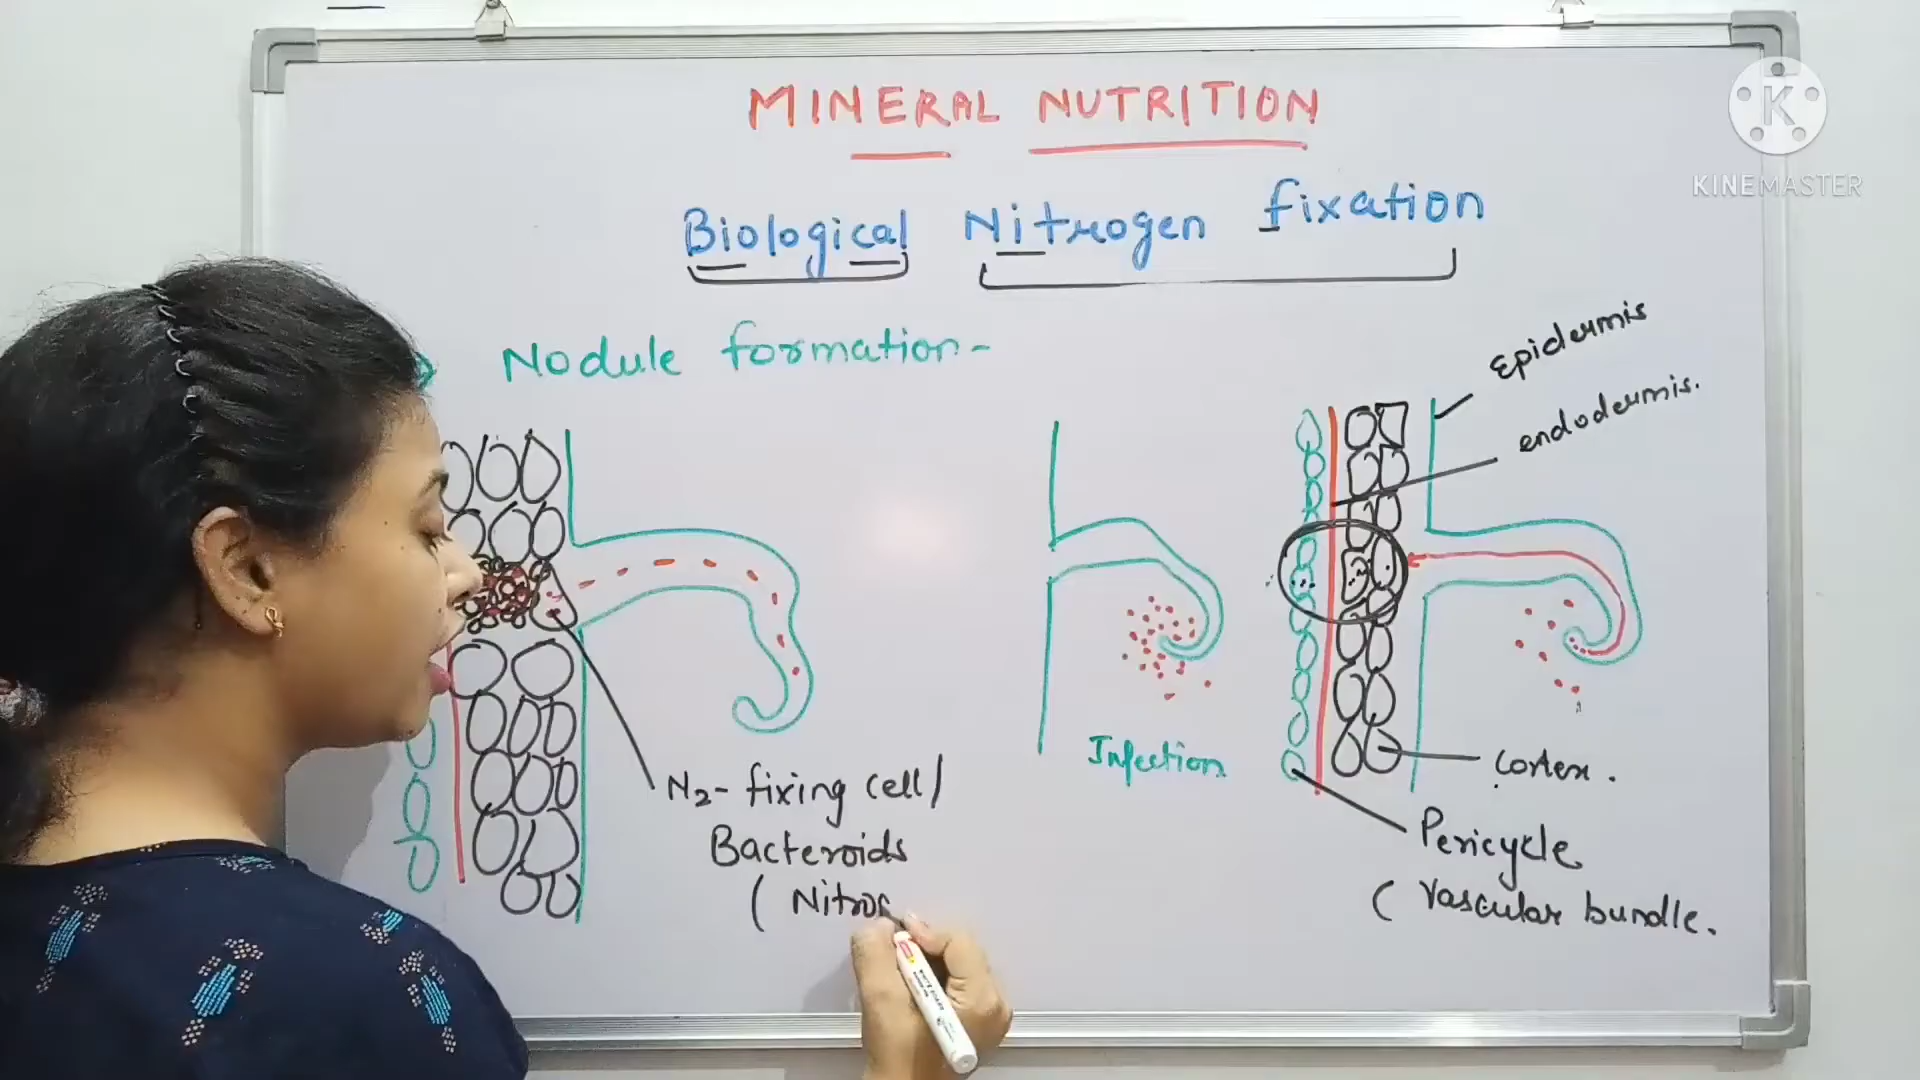 MINERAL NUTRITION
KINEMASTER
Biological Nitrogen fixation
Nodule formation-
Epidermis
endodermis.
Infection
Cortex.
N2-fixing cell/
Bacteroids
(Nitrog
Pericycle
(Vascular bundle.